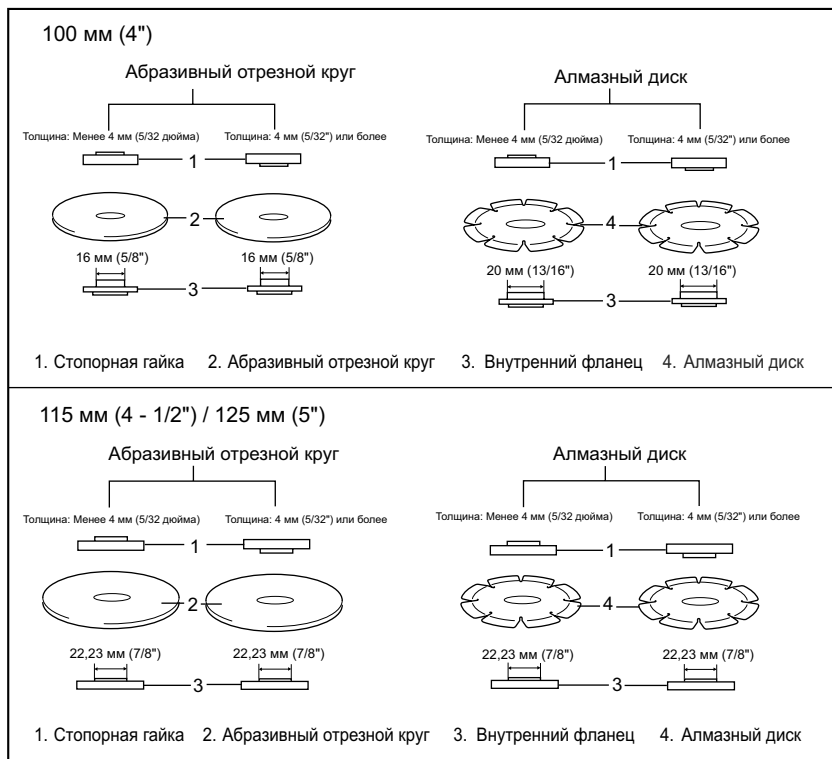 100 мм (4")
Абразивный отрезной круг
Алмазный диск
Толщина: Менее 4 мм (5/32 дюйма)
Толщина: 4 мм (5/32") или более
Толщина: Менее 4 мм (5/32 дюйма)
Толщина: 4 мм (5/32") или более
1
1
2
4
16 мм (5/8")
16 мм (5/8")
20 мм (13/16")
20 мм (13/16")
3
3
1. Стопорная гайка 2. Абразивный отрезной круг 3. Внутренний фланец 4. Алмазный диск
115 мм (4 - 1/2") / 125 мм (5")
Абразивный отрезной круг
Алмазный диск
Толщина: Менее 4 мм (5/32 дюйма)
Толщина: 4 мм (5/32") или более
Толщина: Менее 4 мм (5/32 дюйма)
Толщина: 4 мм (5/32") или более
1
1
2
4
22,23 мм (7/8")
22,23 мм (7/8")
22,23 мм (7/8")
22,23 мм (7/8")
3
3
1. Стопорная гайка 2. Абразивный отрезной круг 3. Внутренний фланец 4. Алмазный диск